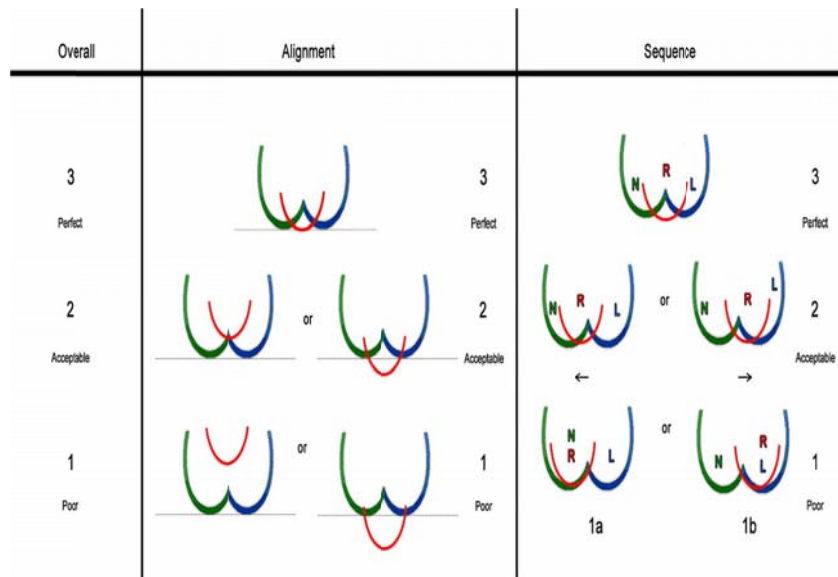 Overall Alignment Sequence
3 3 3
Perfect Perfect Perfect
N R L
2 or 2 or 2
Acceptable Acceptable Acceptable
N R L N R L
← →
1 or 1 or 1
Poor Poor Poor
N R L N R L
1a 1b